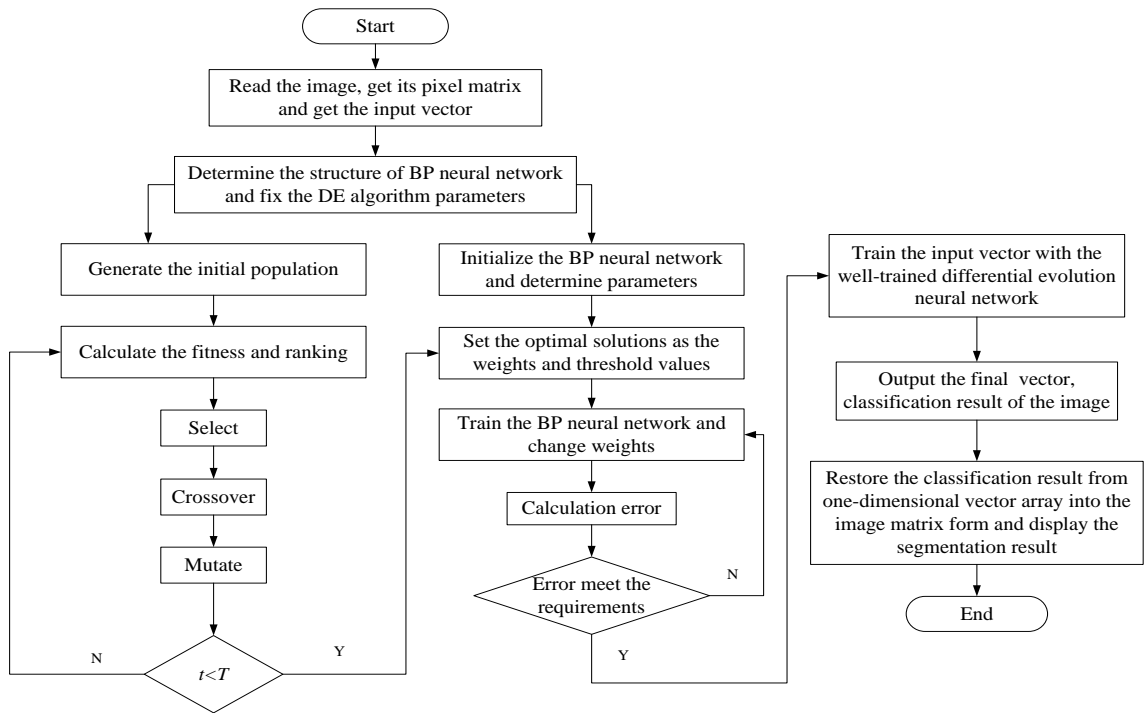 Start
Read the image, get its pixel matrix
and get the input vector
Determine the structure of BP neural network
and fix the DE algorithm parameters
Generate the initial population
Calculate the fitness and ranking
Select
Crossover
Mutate
t<T
N
Y
Initialize the BP neural network
and determine parameters
Set the optimal solutions as the
weights and threshold values
Train the BP neural network and
change weights
Calculation error
Error meet the
requirements
N
Y
Train the input vector with the
well-trained differential evolution
neural network
Output the final vector,
classification result of the image
Restore the classification result from
one-dimensional vector array into the
image matrix form and display the
segmentation result
End